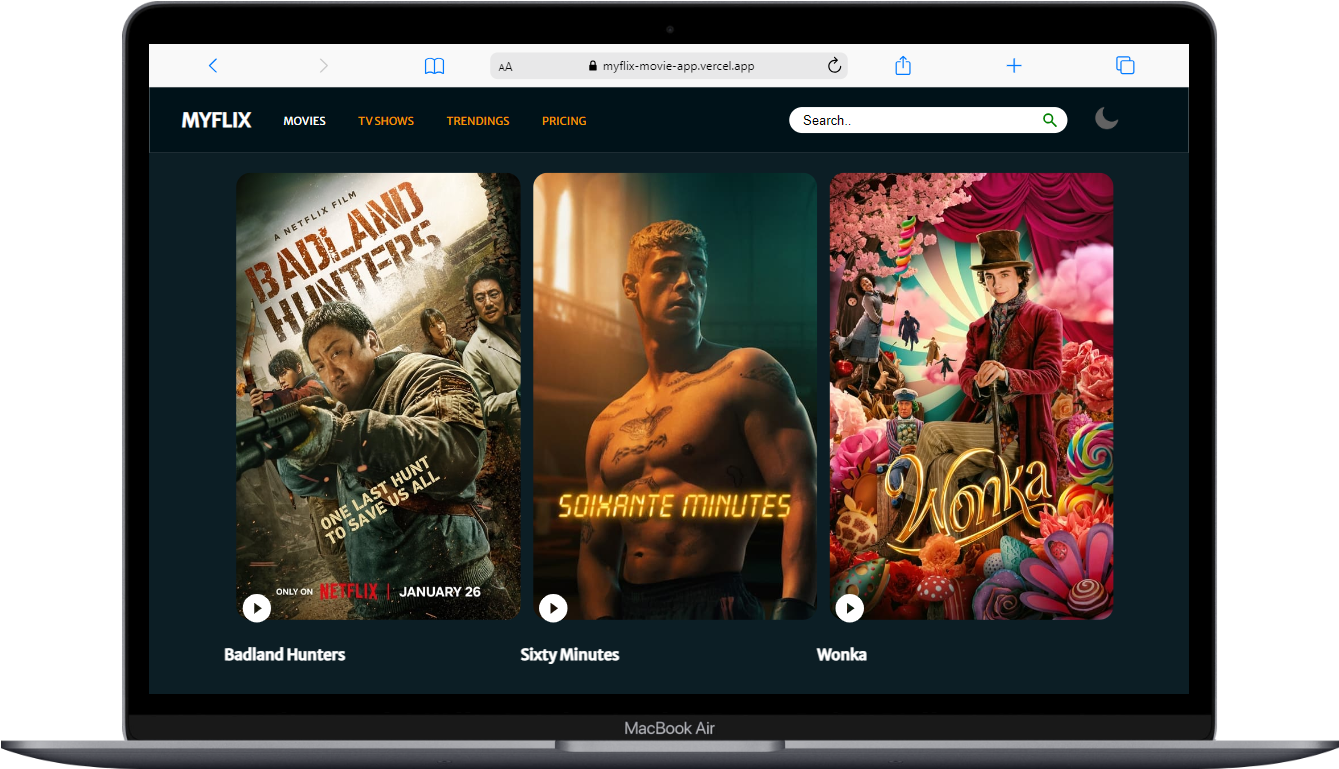 AA
myflix-movie-app.vercel.app
MYFLIX
MOVIES
TV SHOWS
TRENDINGS
PRICING
Search..
A NETFLIX FILM
BADLAND
HUNTERS
ONE LAST HUNT
TO SAVE US ALL
ONLY ON NETFLIX | JANUARY 26
SOIXANTE MINUTES
Wonka
Badland Hunters
Sixty Minutes
Wonka
MacBook Air